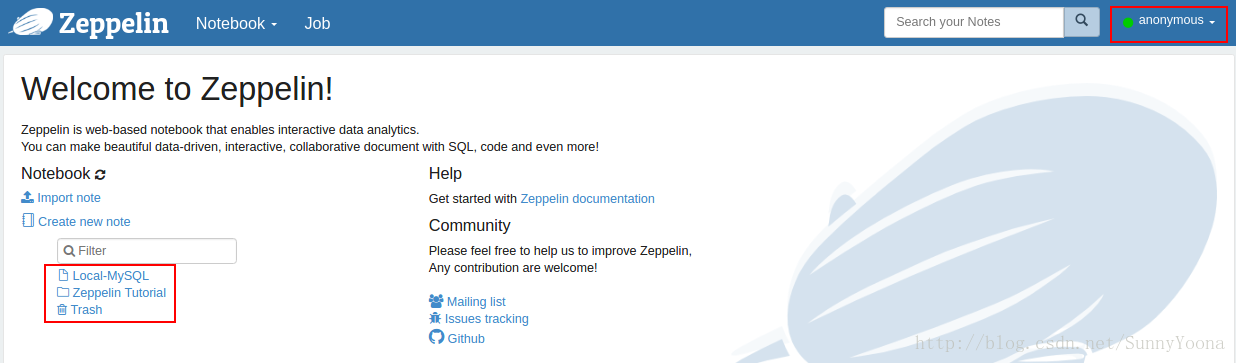 Zeppelin Notebook Job Search your Notes anonymous
Welcome to Zeppelin!
Zeppelin is web-based notebook that enables interactive data analytics.
You can make beautiful data-driven, interactive, collaborative document with SQL, code and even more!
Notebook
Import note
Create new note
Filter
Local-MySQL
Zeppelin Tutorial
Trash
Help
Get started with Zeppelin documentation
Community
Please feel free to help us to improve Zeppelin,
Any contribution are welcome!
Mailing list
Issues tracking
Github
http://blog.csdn.net/SunnyYoona